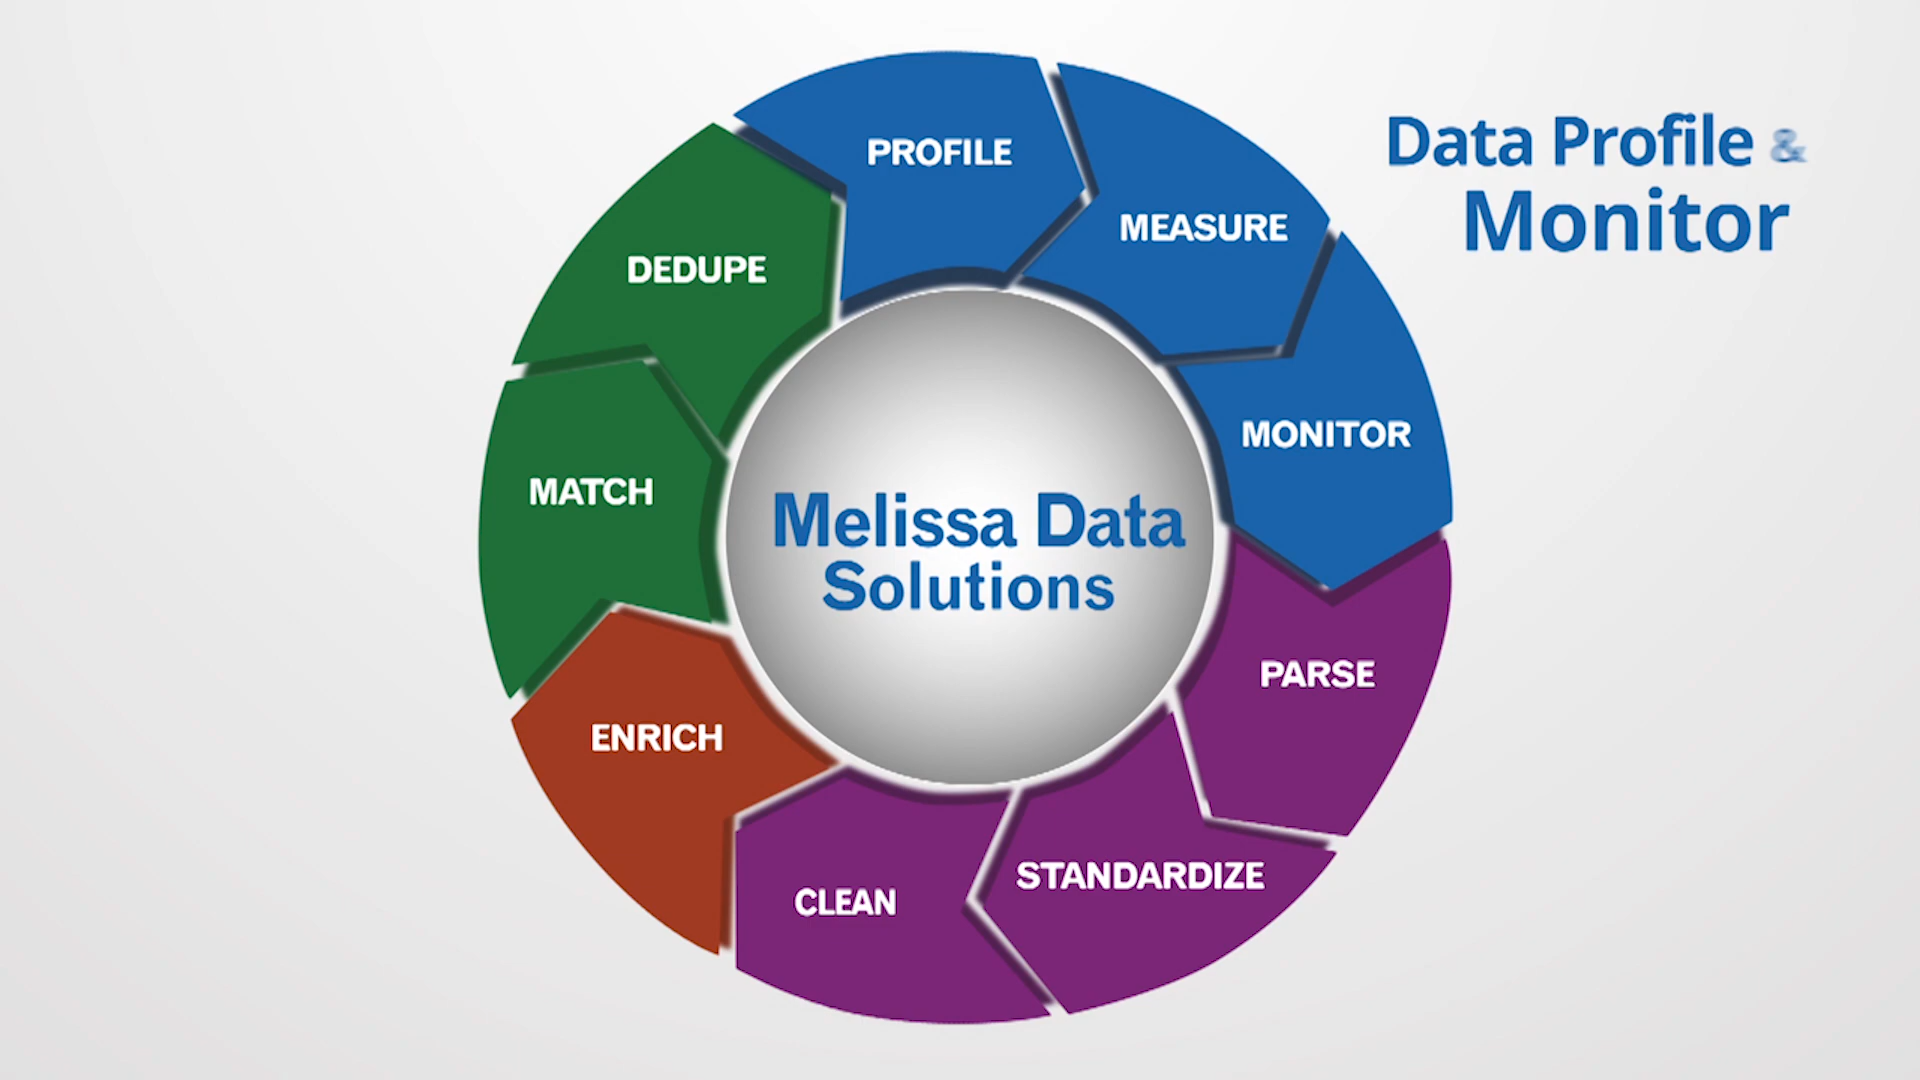 PROFILE
MEASURE
MONITOR
PARSE
STANDARDIZE
CLEAN
ENRICH
MATCH
DEDUPE
Melissa Data
Solutions
Data Profile &
Monitor